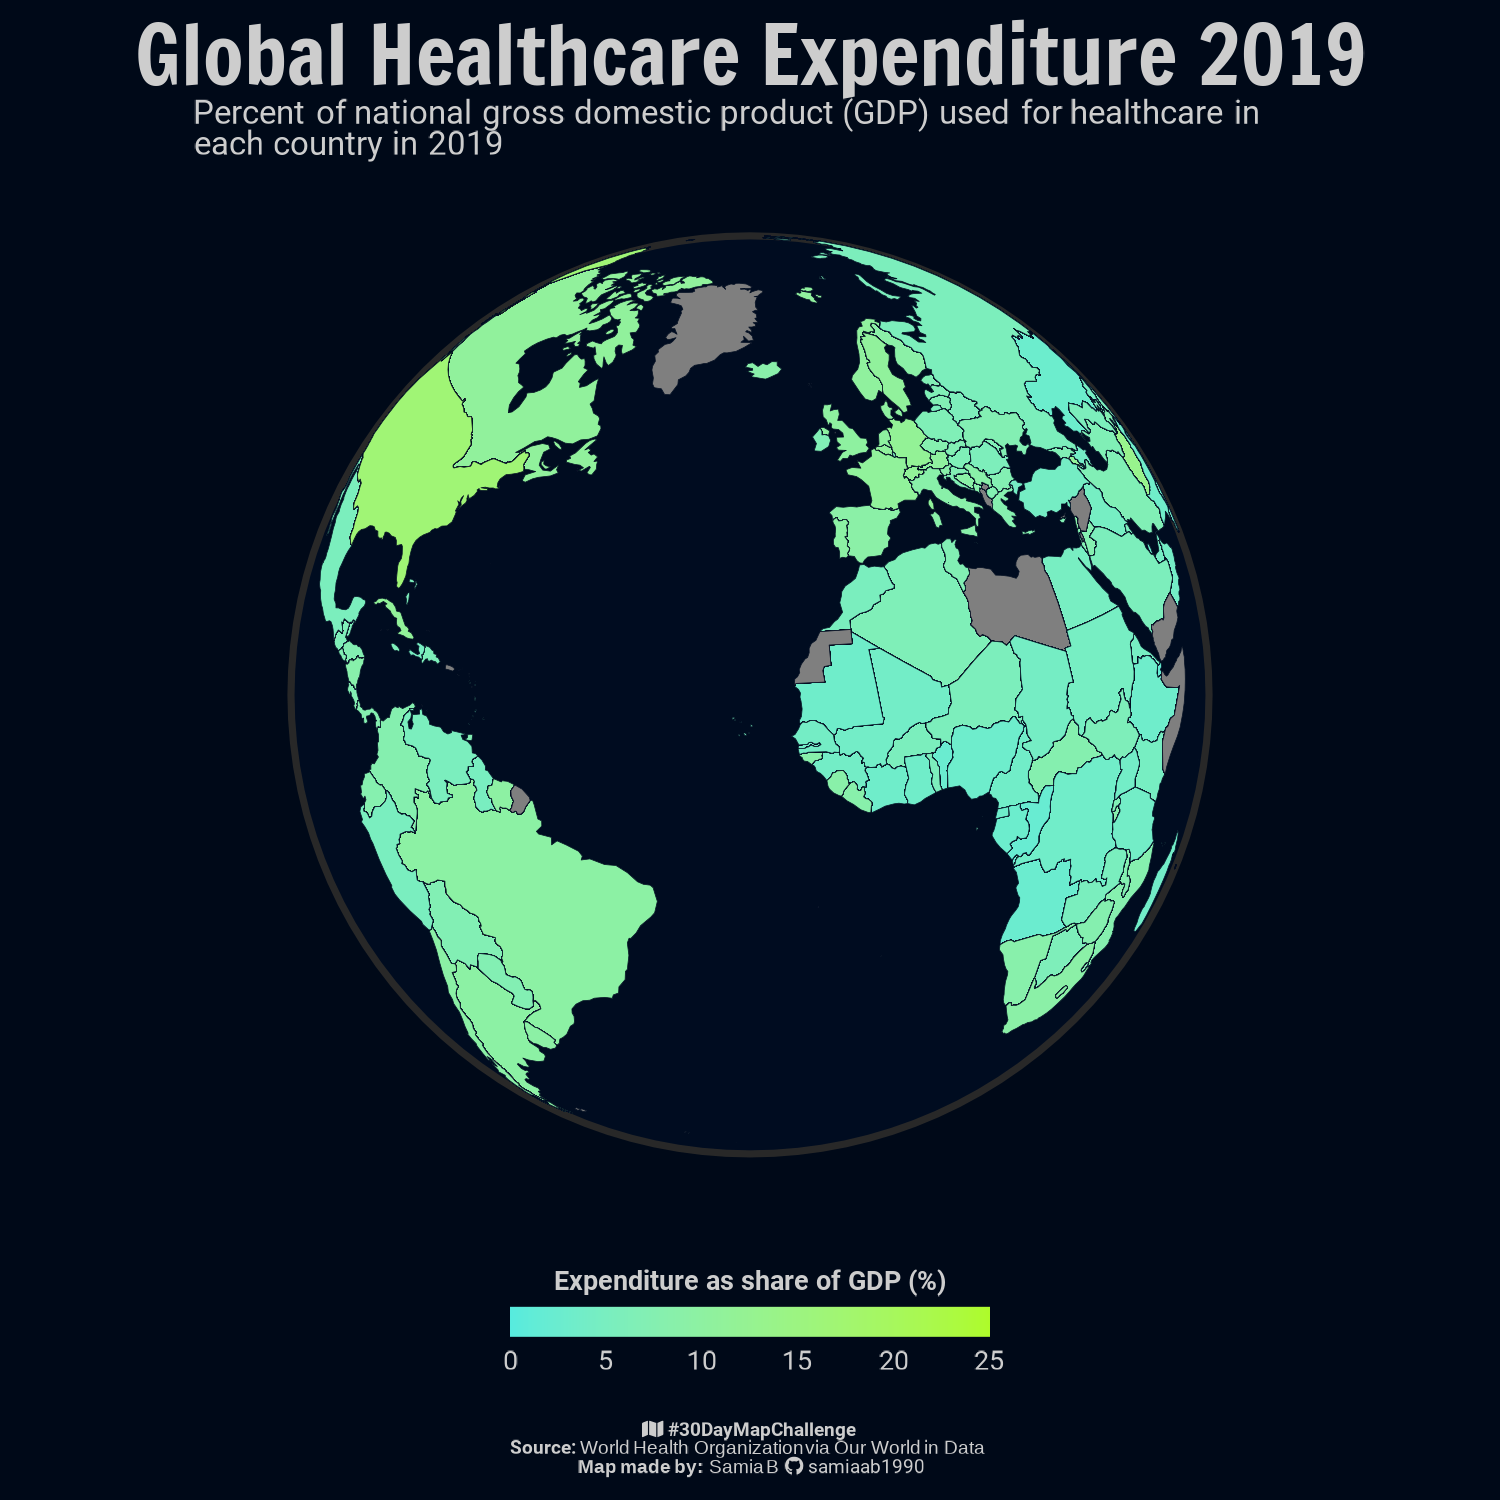 Global Healthcare Expenditure 2019
Percent of national gross domestic product (GDP) used for healthcare in
each country in 2019
Expenditure as share of GDP (%)
0 5 10 15 20 25
#30DayMapChallenge
Source: World Health Organization via Our World in Data
Map made by: Samia B samiaab1990